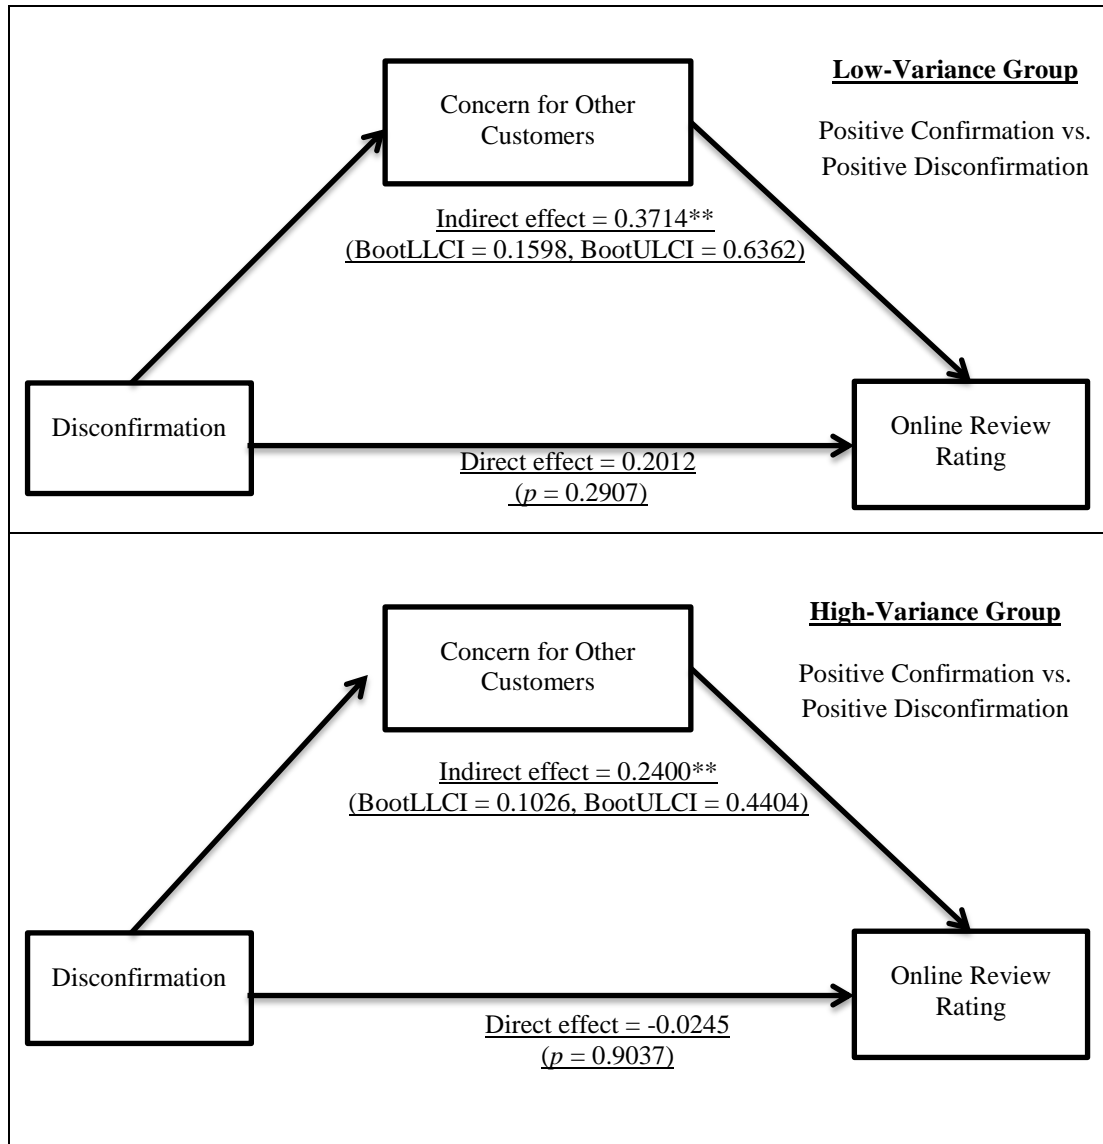 Low-Variance Group
Positive Confirmation vs.
Positive Disconfirmation
Concern for Other
Customers
Indirect effect = 0.3714**
(BootLLCI = 0.1598, BootULCI = 0.6362)
Disconfirmation
Online Review
Rating
Direct effect = 0.2012
(p = 0.2907)
High-Variance Group
Positive Confirmation vs.
Positive Disconfirmation
Concern for Other
Customers
Indirect effect = 0.2400**
(BootLLCI = 0.1026, BootULCI = 0.4404)
Disconfirmation
Online Review
Rating
Direct effect = -0.0245
(p = 0.9037)